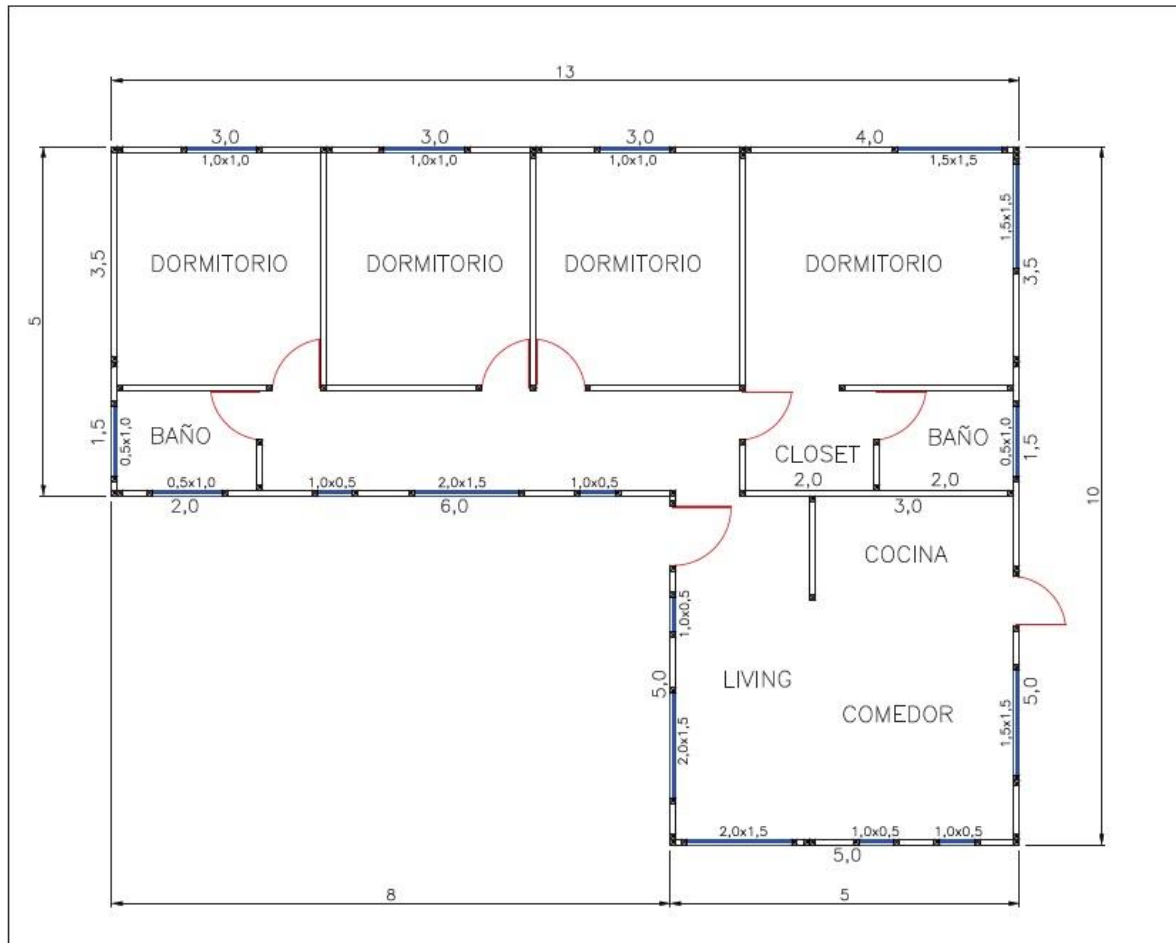 13
3,0
3,0
3,0
4,0
1,0x1,0
1,0x1,0
1,0x1,0
1,5x1,5
1,5x1,5
5
3,5
DORMITORIO
DORMITORIO
DORMITORIO
DORMITORIO
3,5
1,5
0,5x1,0
BAÑO
CLOSET
BAÑO
0,5x1,0
1,5
0,5x1,0
1,0x0,5
2,0x1,5
1,0x0,5
2,0
2,0
2,0
6,0
3,0
10
COCINA
1,0x0,5
5,0
LIVING
COMEDOR
5,0
2,0x1,5
1,5x1,5
2,0x1,5
1,0x0,5
1,0x0,5
5,0
8
5